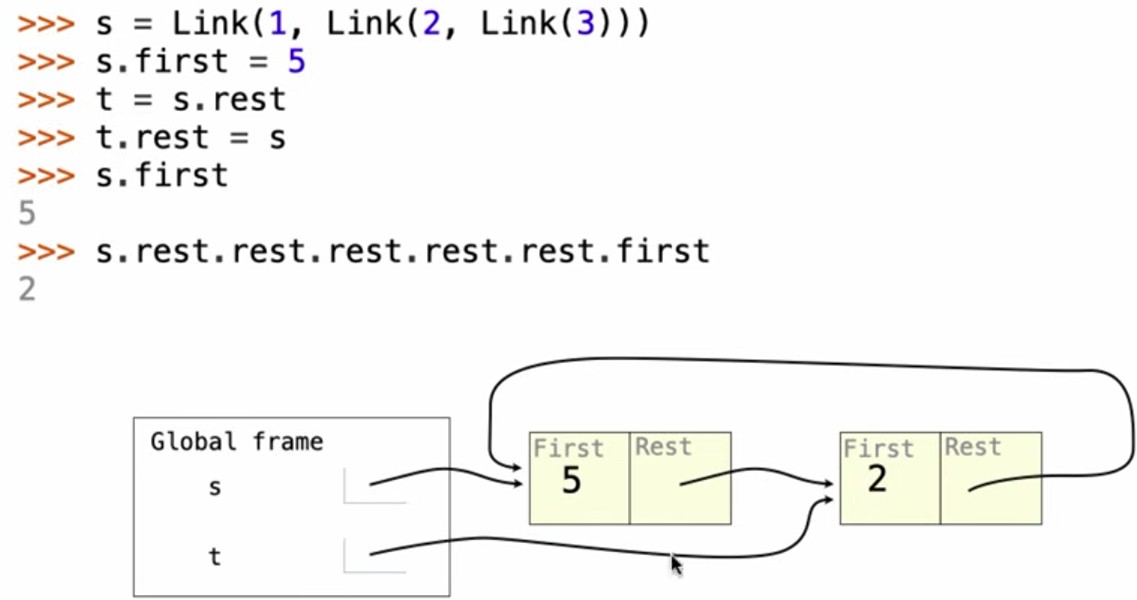 >>> s = Link(1, Link(2, Link(3)))
>>> s.first = 5
>>> t = s.rest
>>> t.rest = s
>>> s.first
5
>>> s.rest.rest.rest.rest.rest.first
2
Global frame
s
t
First Rest
5
First Rest
2